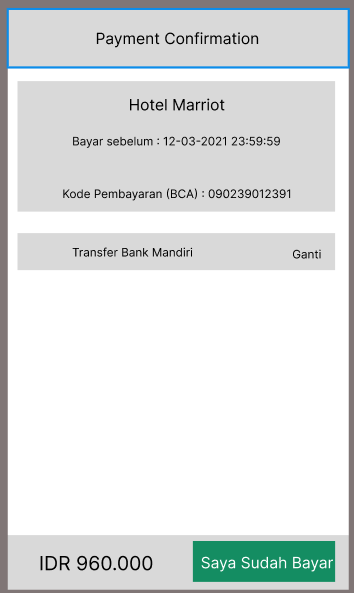 Payment Confirmation
Hotel Marriot
Bayar sebelum : 12-03-2021 23:59:59
Kode Pembayaran (BCA) : 090239012391
Transfer Bank Mandiri
Ganti
IDR 960.000
Saya Sudah Bayar